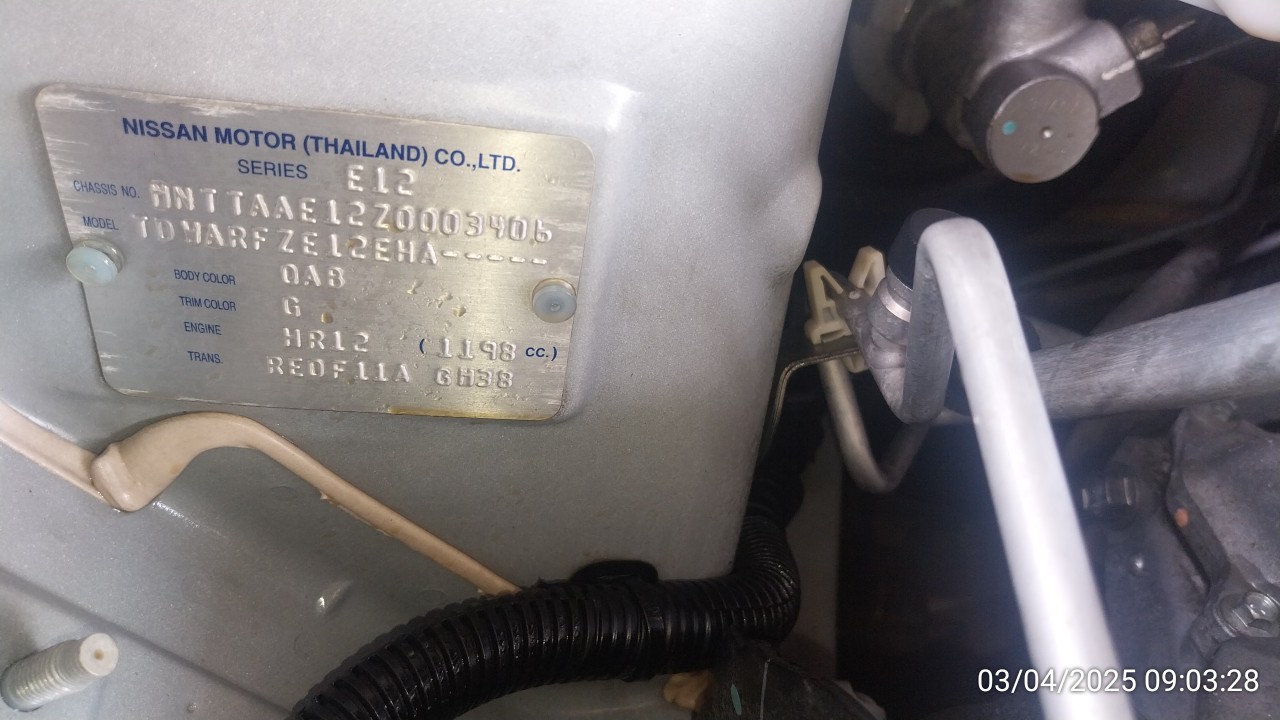 NISSAN MOTOR (THAILAND) CO.,LTD.
SERIES E12
CHASSIS NO. MNTTAAE12Z0003406
MODEL TDMARFZE12EHA-----
BODY COLOR QAB
TRIM COLOR G
ENGINE HR12 (1198 CC.)
TRANS. RE0F11A GH38
03/04/2025 09:03:28